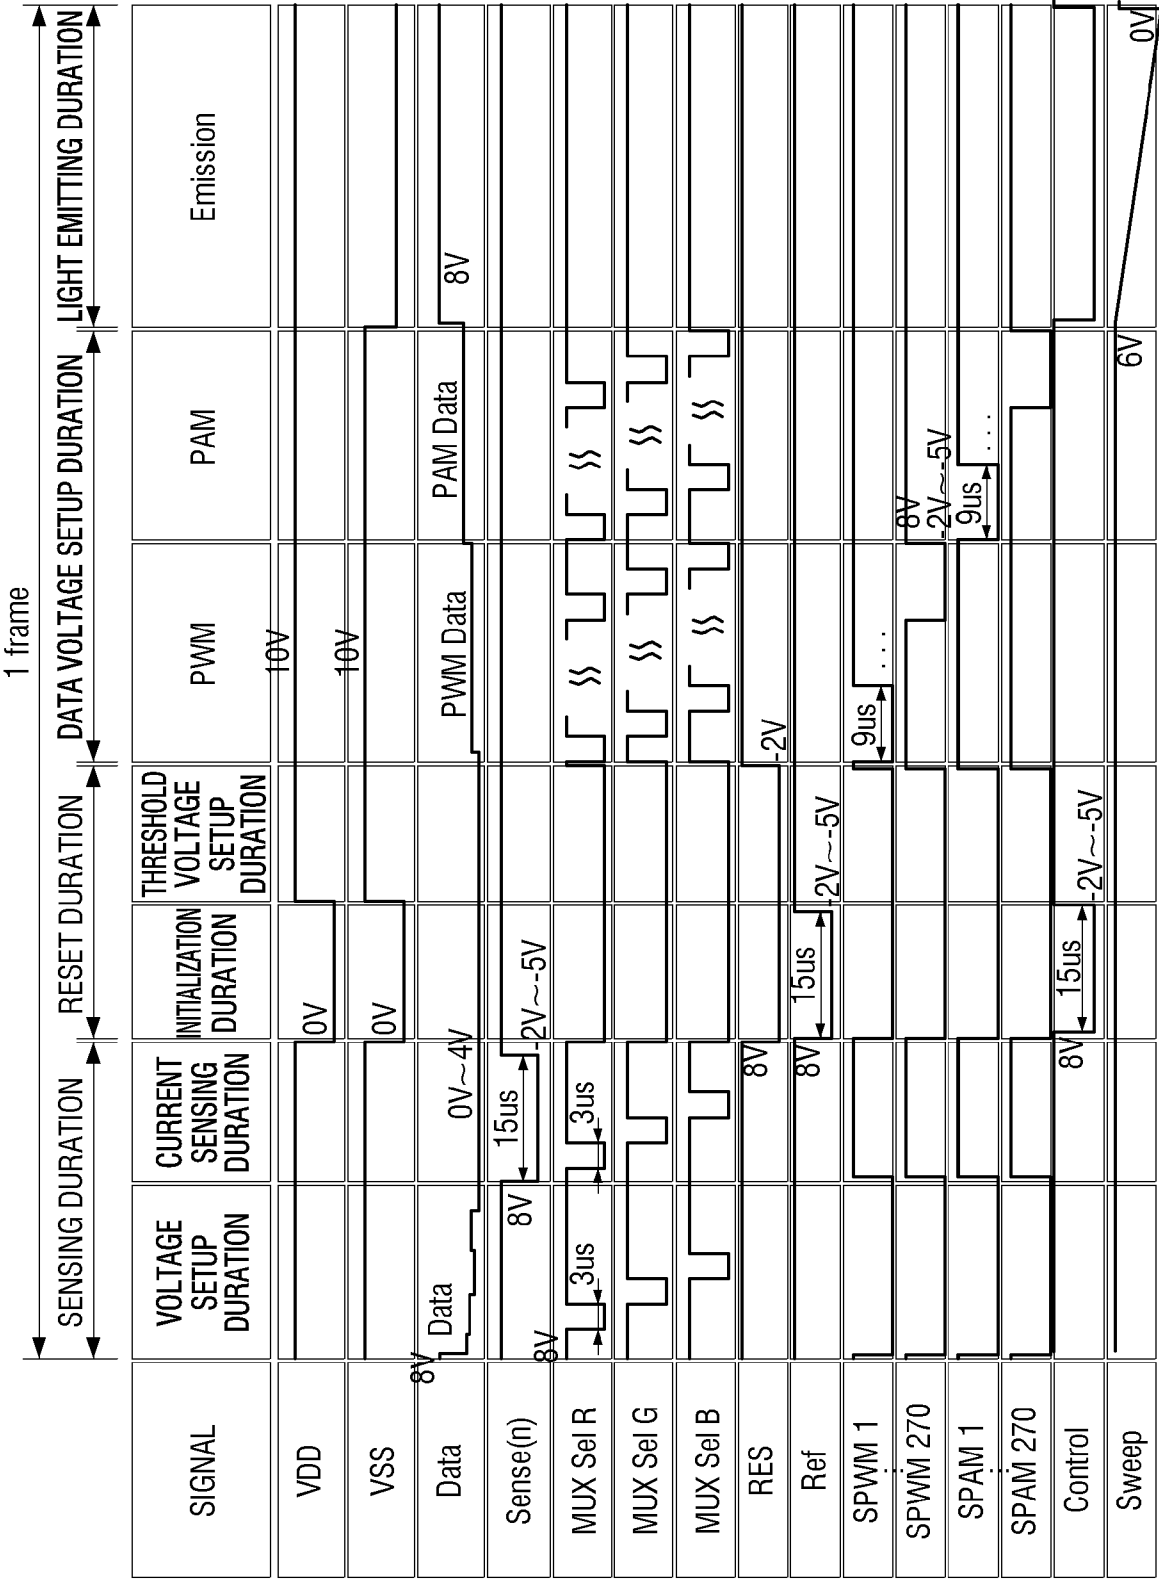 1 frame
SENSING DURATION
RESET DURATION
DATA VOLTAGE SETUP DURATION
LIGHT EMITTING DURATION
SIGNAL
VOLTAGE
SETUP
DURATION
CURRENT
SENSING
DURATION
INITIALIZATION
DURATION
THRESHOLD
VOLTAGE
SETUP
DURATION
PWM
PAM
Emission
VDD
0V
10V
VSS
0V
10V
Data
8V
Data
0V~4V
PWM Data
PAM Data
8V
Sense(n)
8V
15us
-2V~-5V
MUX Sel R
8V
3us
3us
MUX Sel G
MUX Sel B
RES
8V
-2V
Ref
8V
15us
-2V~-5V
SPWM 1
9us
....
SPWM 270
8V
-2V~-5V
SPAM 1
9us
....
SPAM 270
Control
8V
15us
-2V~-5V
Sweep
6V
0V